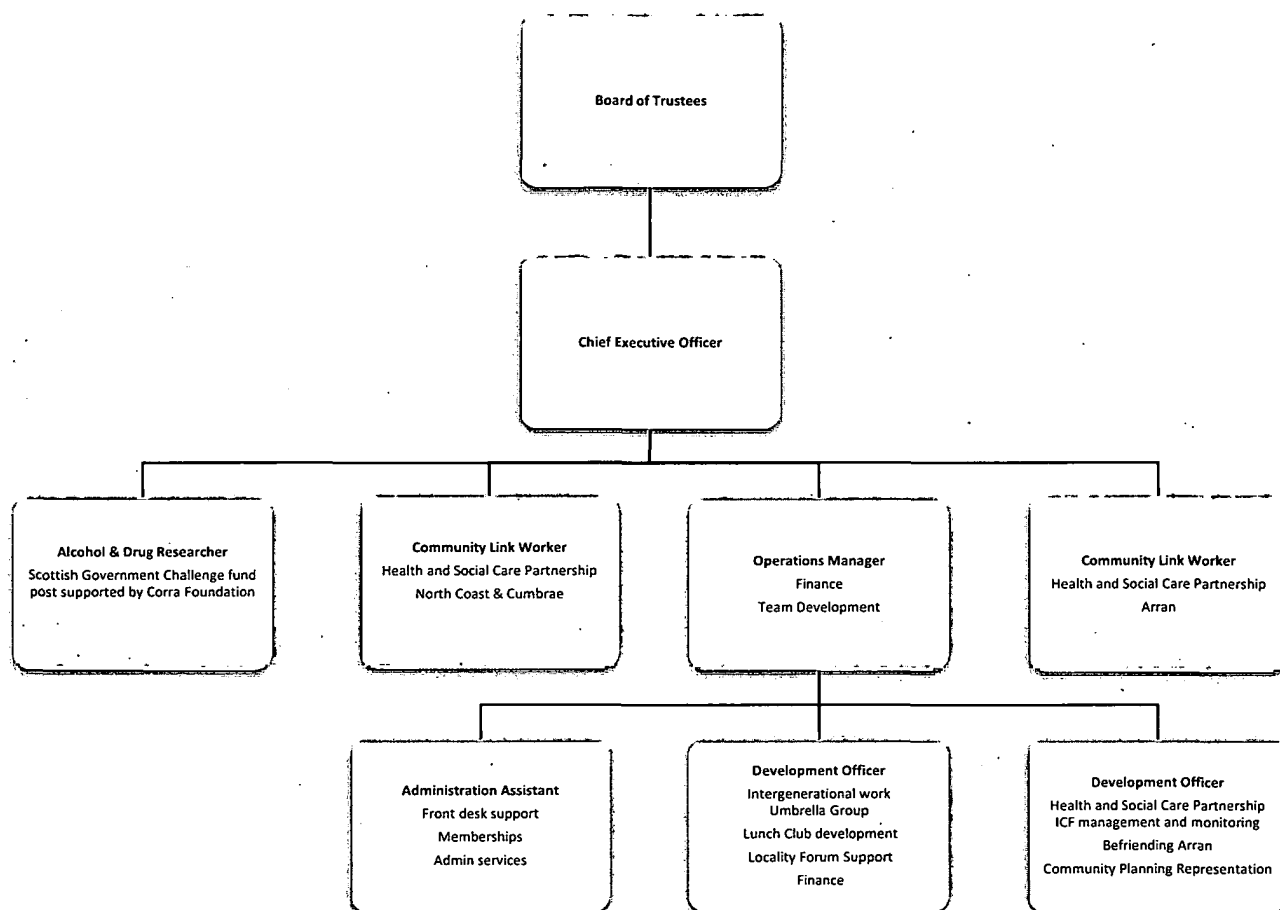 Board of Trustees
Chief Executive Officer
Alcohol & Drug Researcher
Scottish Government Challenge fund
post supported by Corra Foundation
Community Link Worker
Health and Social Care Partnership
North Coast & Cumbrae
Operations Manager
Finance
Team Development
Community Link Worker
Health and Social Care Partnership
Arran
Administration Assistant
Front desk support
Memberships
Admin services
Development Officer
Intergenerational work
Umbrella Group
Lunch Club development
Locality Forum Support
Finance
Development Officer
Health and Social Care Partnership
ICF management and monitoring
Befriending Arran
Community Planning Representation